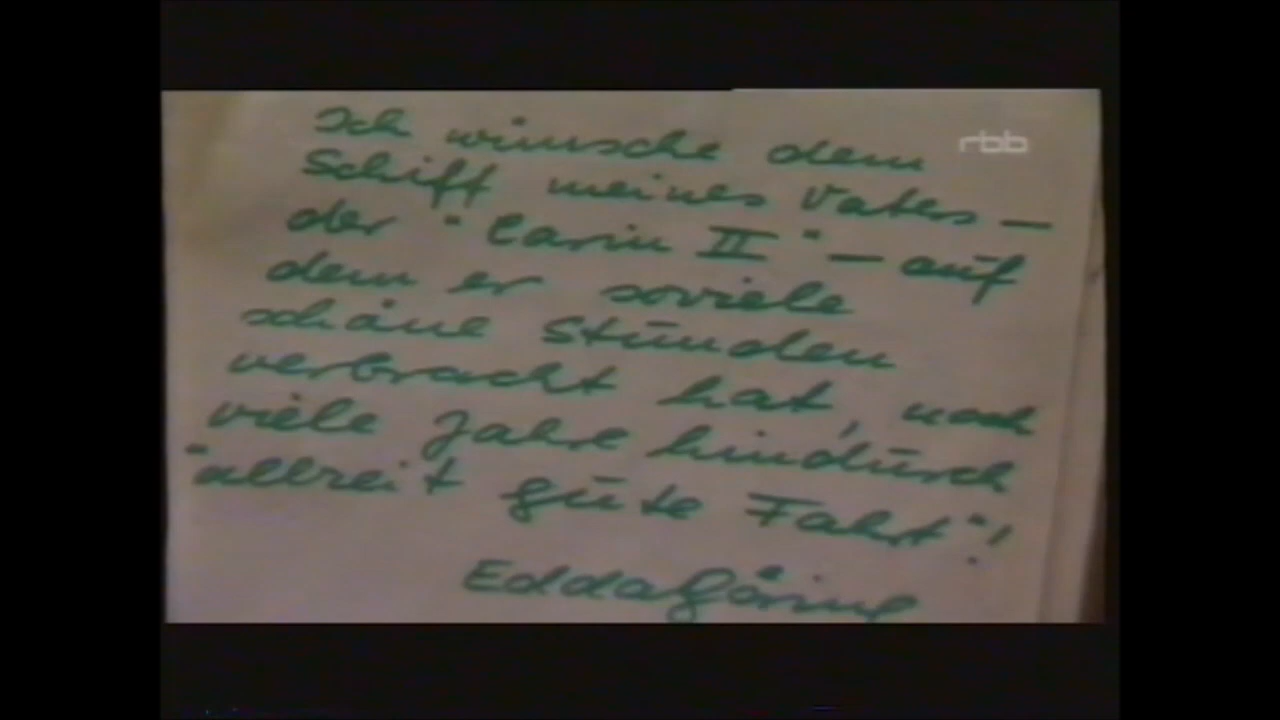 Ich wünsche dem
rbb
Schiff meines Vaters —
der "Carin II" — auf
dem er soviele
schöne Stunden
verbracht hat, noch
viele Jahre hindurch
"allzeit gute Fahrt"!
Edda Göring